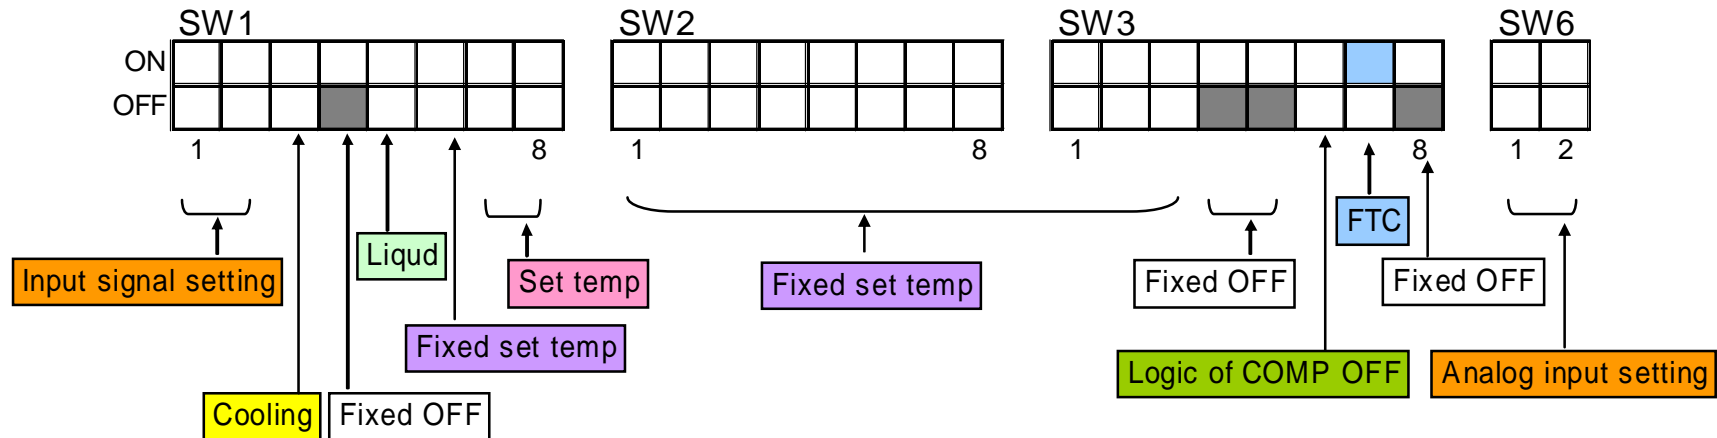 SW1 SW2 SW3 SW6
ON
OFF
1 8 1 8 1 8 1 2
Liqud FTC
Input signal setting Set temp Fixed set temp Fixed OFF Fixed OFF
Fixed set temp Logic of COMP OFF Analog input setting
Cooling Fixed OFF